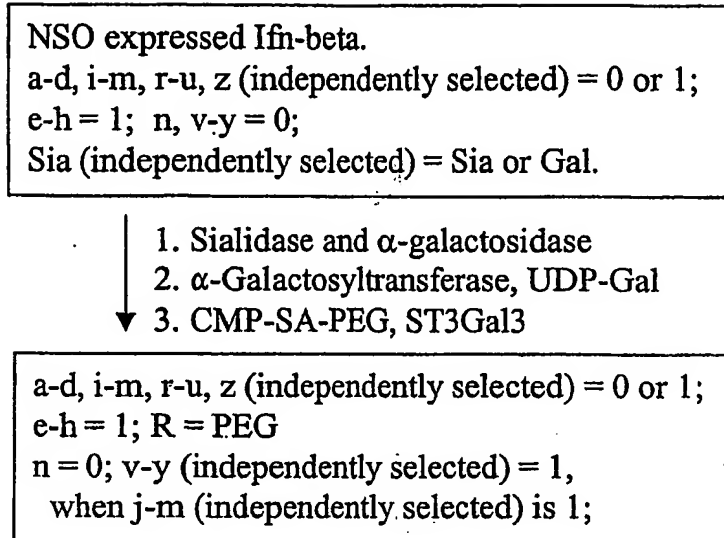 NSO expressed Ifn-beta.
a-d, i-m, r-u, z (independently selected) = 0 or 1;
e-h = 1; n, v-y = 0;
Sia (independently selected) = Sia or Gal.
1. Sialidase and α-galactosidase
2. α-Galactosyltransferase, UDP-Gal
3. CMP-SA-PEG, ST3Gal3
a-d, i-m, r-u, z (independently selected) = 0 or 1;
e-h = 1; R = PEG
n = 0; v-y (independently selected) = 1,
when j-m (independently selected) is 1;